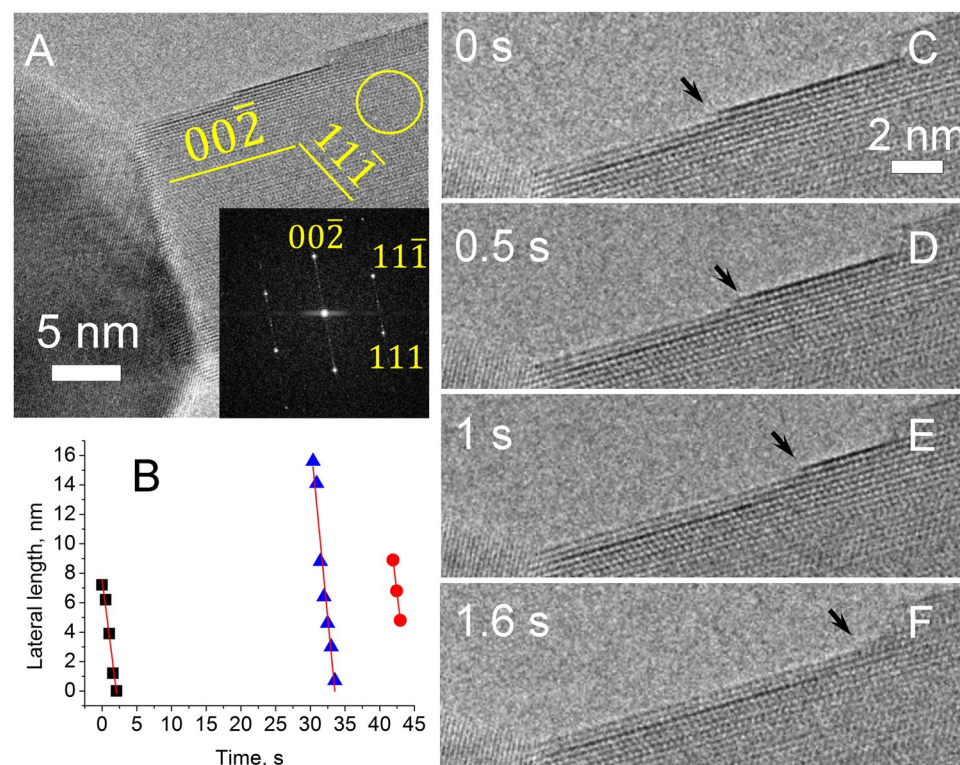 A
002̄
111̄
002̄
111̄
111
5 nm
B
Lateral length, nm
16
14
12
10
8
6
4
2
0
0 5 10 15 20 25 30 35 40 45
Time, s
0 s
C
2 nm
0.5 s
D
1 s
E
1.6 s
F